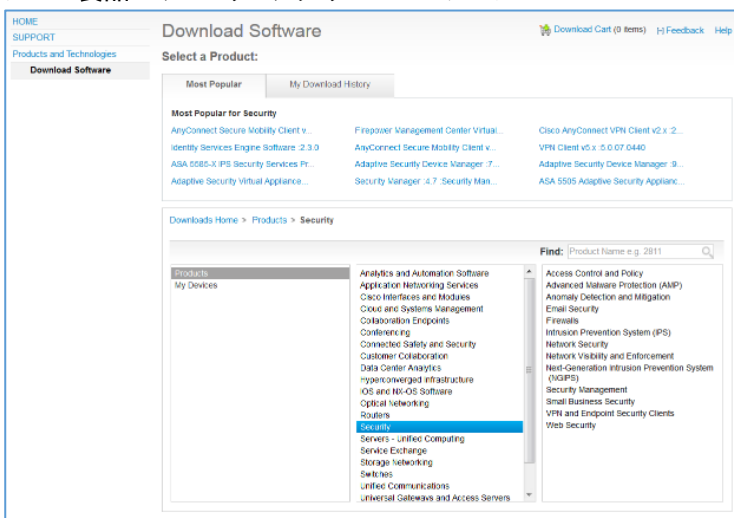 HOME
SUPPORT
Products and Technologies
Download Software
Download Software
Download Cart (0 items) [-] Feedback Help
Select a Product:
Most Popular My Download History
Most Popular for Security
AnyConnect Secure Mobility Client v... Firepower Management Center Virtual... Cisco AnyConnect VPN Client v2.x :2...
Identity Services Engine Software :2.3.0 AnyConnect Secure Mobility Client v... VPN Client v5.x :5.0.07.0440
ASA 5585-X IPS Security Services Pr... Adaptive Security Device Manager :7... Adaptive Security Device Manager :9...
Adaptive Security Virtual Appliance... Security Manager :4.7 :Security Man... ASA 5505 Adaptive Security Applianc...
Downloads Home > Products > Security
Find: Product Name e.g. 2811
Products
My Devices
Analytics and Automation Software
Application Networking Services
Cisco Interfaces and Modules
Cloud and Systems Management
Collaboration Endpoints
Conferencing
Connected Safety and Security
Customer Collaboration
Data Center Analytics
Hyperconverged Infrastructure
IOS and NX-OS Software
Optical Networking
Routers
Security
Servers - Unified Computing
Service Exchange
Storage Networking
Switches
Unified Communications
Universal Gateways and Access Servers
Access Control and Policy
Advanced Malware Protection (AMP)
Anomaly Detection and Mitigation
Email Security
Firewalls
Intrusion Prevention System (IPS)
Network Security
Network Visibility and Enforcement
Next-Generation Intrusion Prevention System
(NGIPS)
Security Management
Small Business Security
VPN and Endpoint Security Clients
Web Security